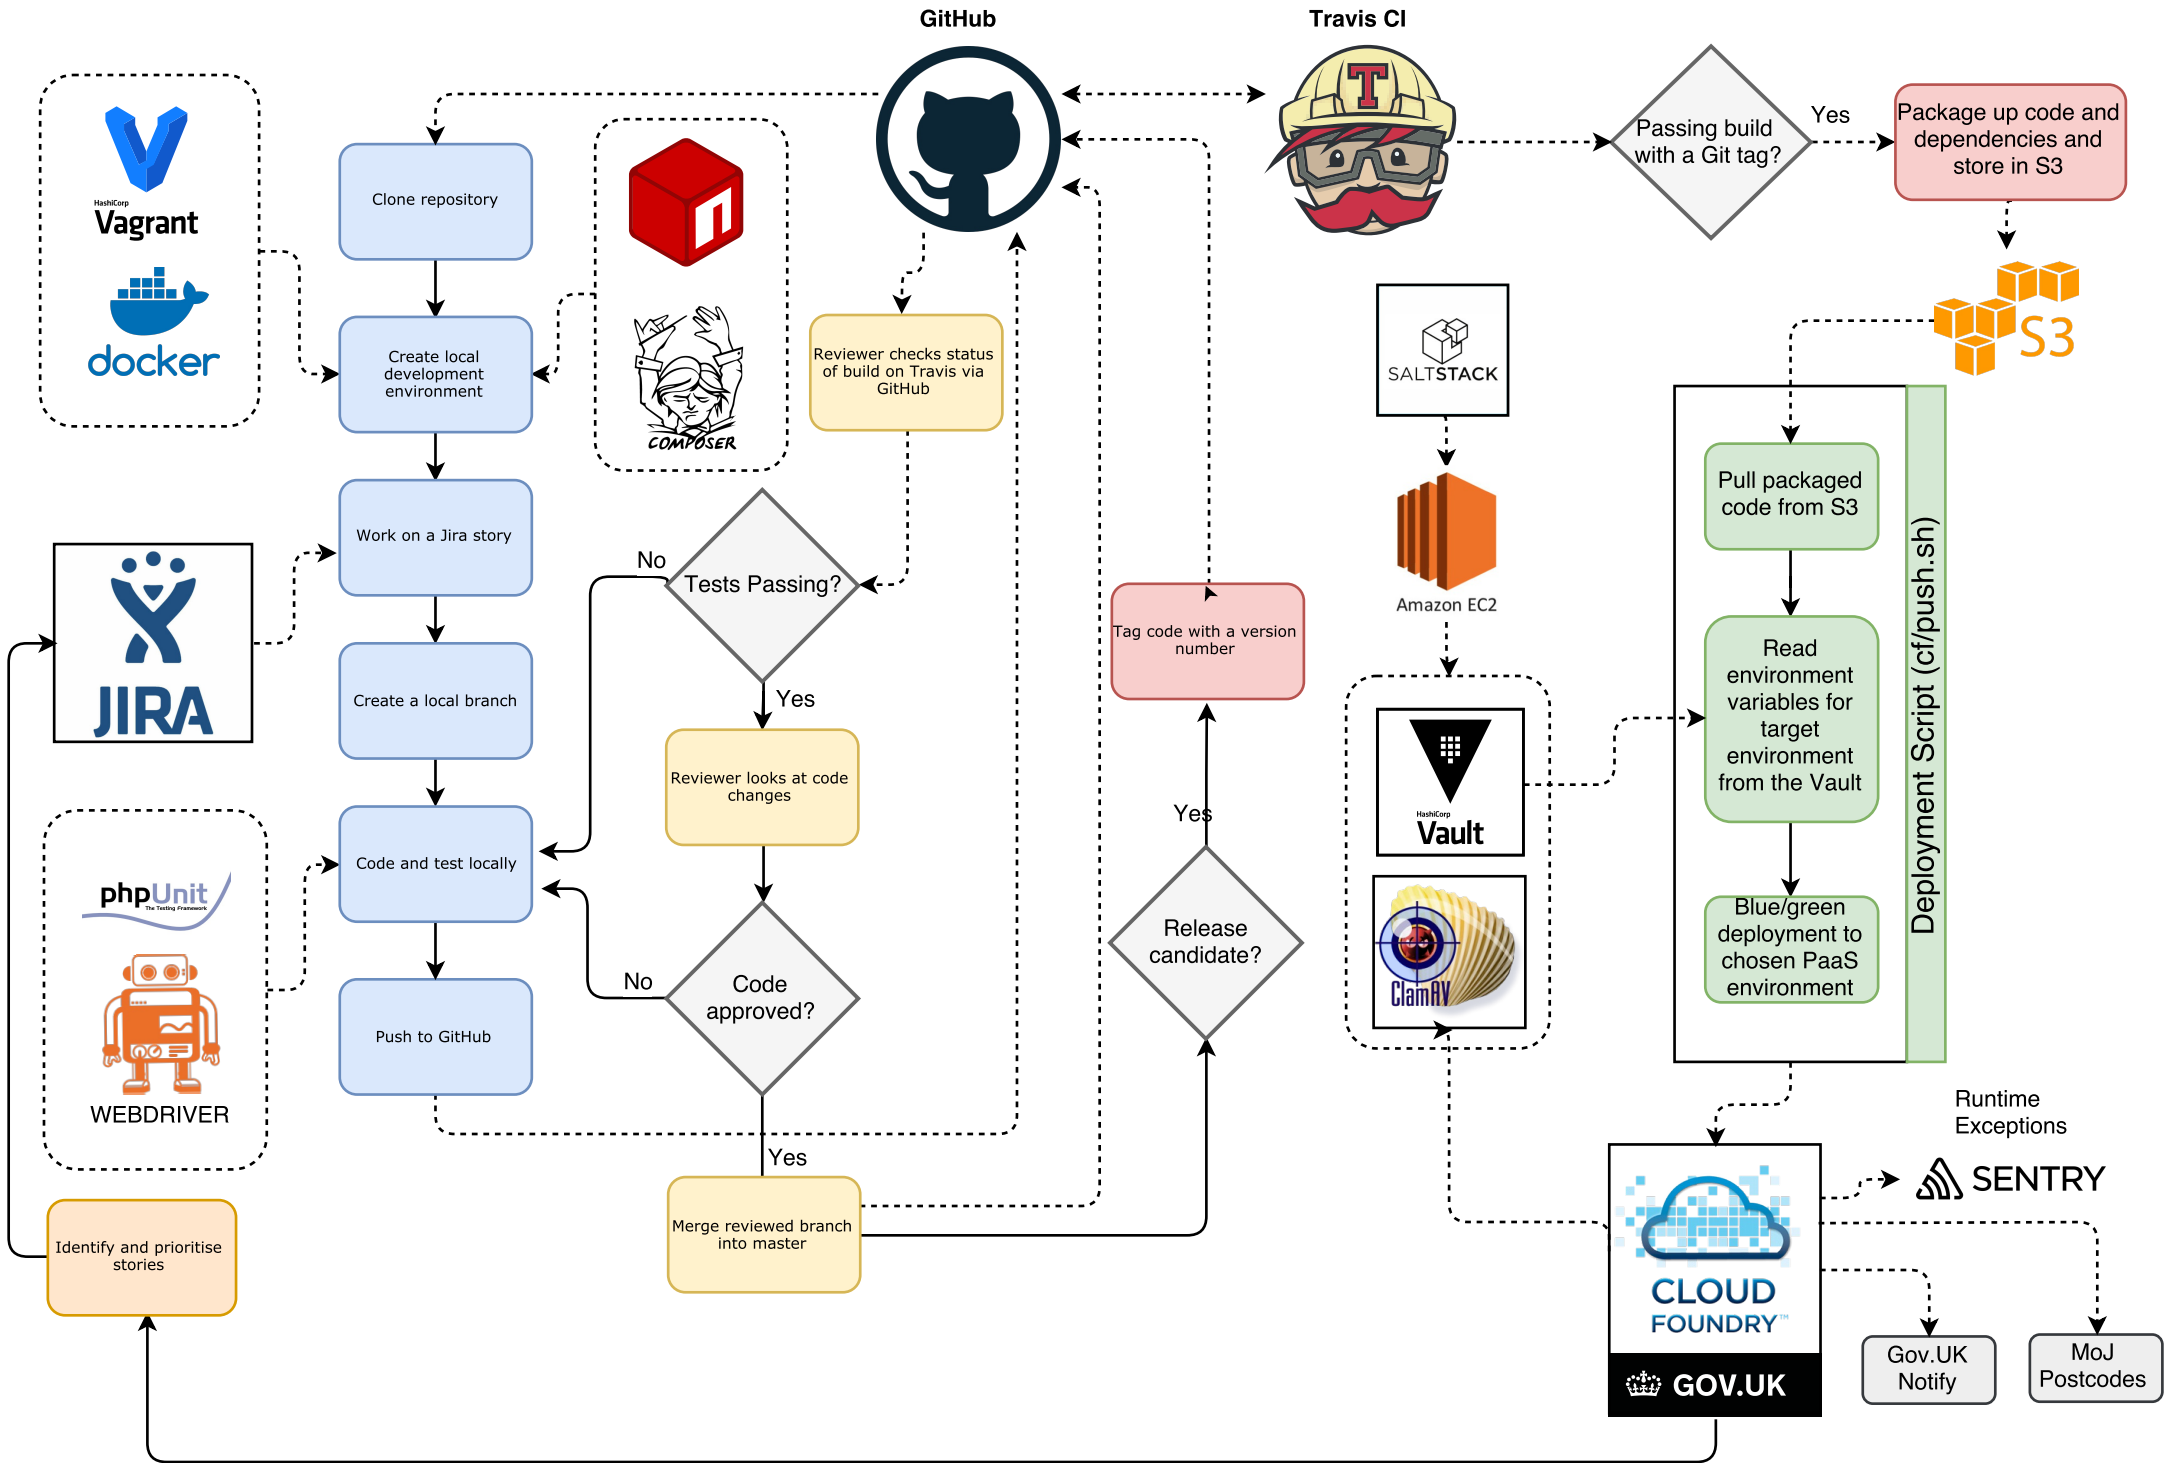 GitHub
Travis CI
HashiCorp
Vagrant
docker
Clone repository
n
COMPOSER
T
Passing build
with a Git tag?
Yes
Package up code and
dependencies and
store in S3
S3
Create local
development
environment
Reviewer checks status
of build on Travis via
GitHub
SALTSTACK
Amazon EC2
Pull packaged
code from S3
Work on a Jira story
No
Tests Passing?
Yes
JIRA
Create a local branch
Tag code with a version
number
Read
environment
variables for
target
environment
from the Vault
Deployment Script (cf/push.sh)
HashiCorp
Vault
Reviewer looks at code
changes
Yes
phpUnit
The Testing Framework
Code and test locally
Release
candidate?
ClamAV
Blue/green
deployment to
chosen PaaS
environment
No
Code
approved?
Push to GitHub
WEBDRIVER
Yes
Runtime
Exceptions
SENTRY
Identify and prioritise
stories
Merge reviewed branch
into master
CLOUD
FOUNDRY™
GOV.UK
Gov.UK
Notify
MoJ
Postcodes